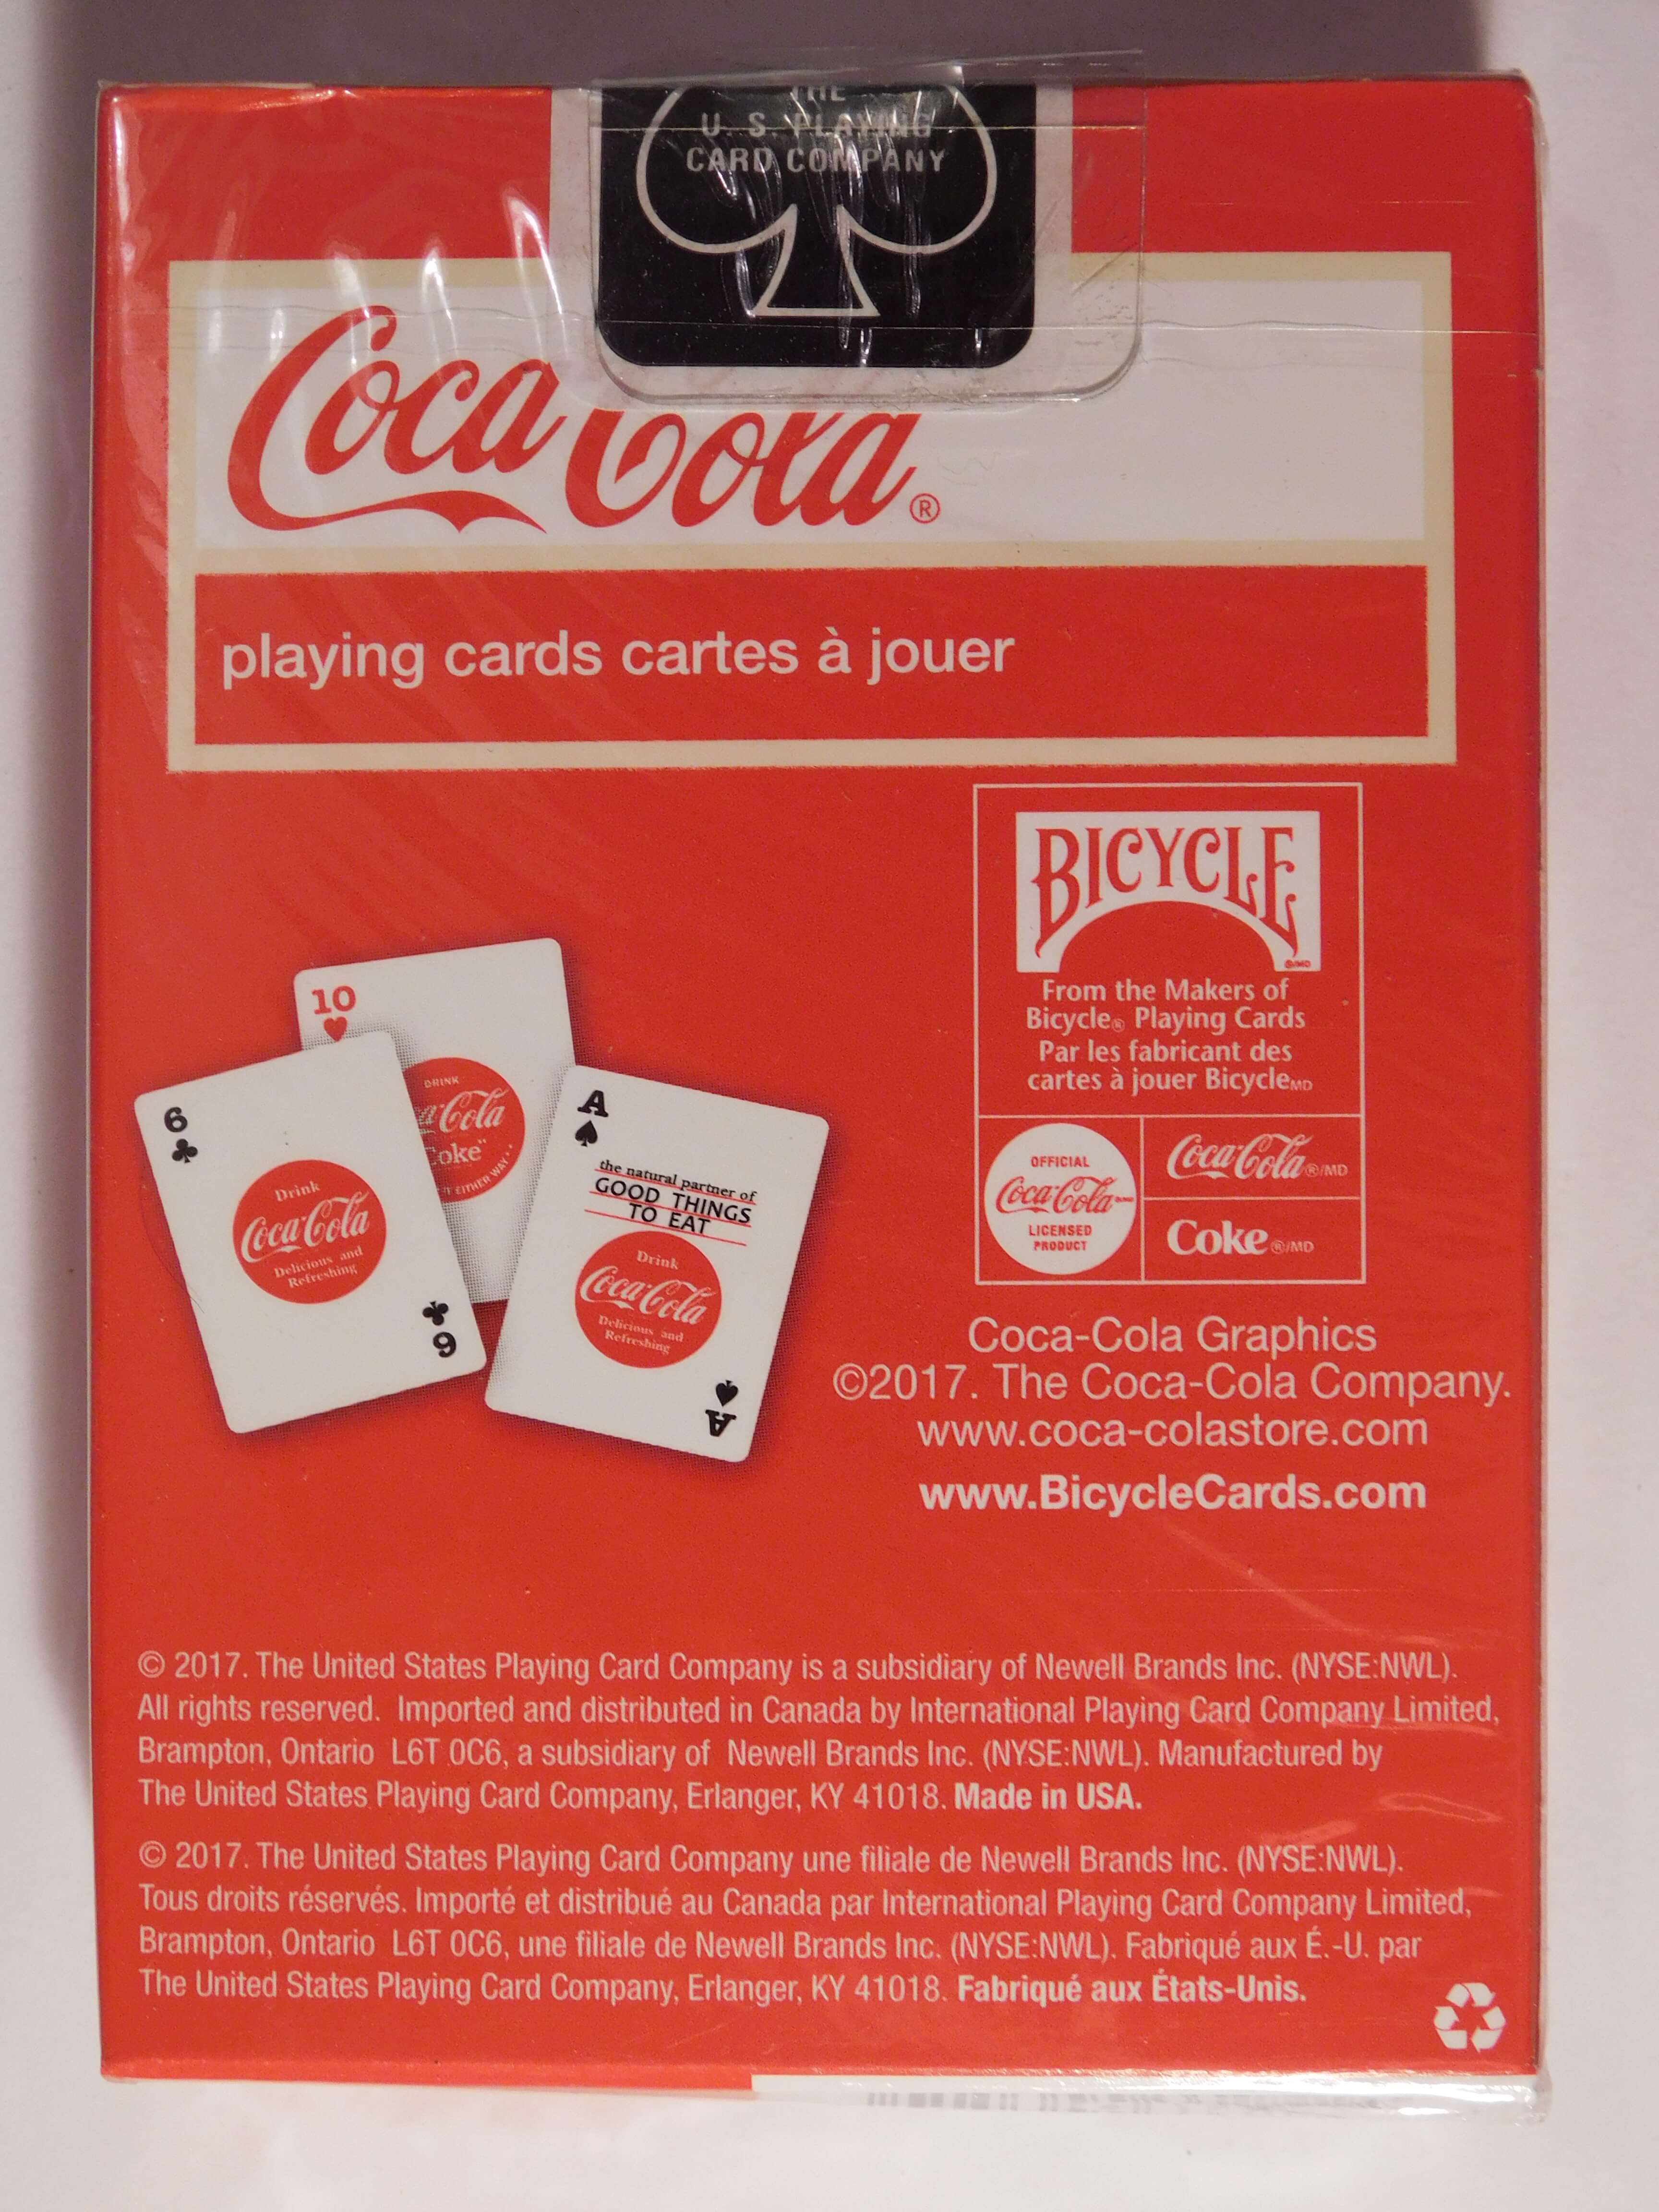 THE
U. S. PLAYING
CARD COMPANY
Coca Cola®
playing cards cartes à jouer
BICYCLE
®/MD
From the Makers of
Bicycle® Playing Cards
Par les fabricant des
cartes à jouer BicycleMD
OFFICIAL
Coca-Cola
LICENSED
PRODUCT
Coca-Cola®/MD
Coke®/MD
10
DRINK
a-Cola
Coke"
EITHER WAY
6
Drink
Coca-Cola
Delicious and
Refreshing
6
A
the natural partner of
GOOD THINGS
TO EAT
Drink
Coca-Cola
Delicious and
Refreshing
A
Coca-Cola Graphics
©2017. The Coca-Cola Company.
www.coca-colastore.com
www.BicycleCards.com
© 2017. The United States Playing Card Company is a subsidiary of Newell Brands Inc. (NYSE:NWL).
All rights reserved. Imported and distributed in Canada by International Playing Card Company Limited,
Brampton, Ontario L6T 0C6, a subsidiary of Newell Brands Inc. (NYSE:NWL). Manufactured by
The United States Playing Card Company, Erlanger, KY 41018. Made in USA.
© 2017. The United States Playing Card Company une filiale de Newell Brands Inc. (NYSE:NWL).
Tous droits réservés. Importé et distribué au Canada par International Playing Card Company Limited,
Brampton, Ontario L6T 0C6, une filiale de Newell Brands Inc. (NYSE:NWL). Fabriqué aux É.-U. par
The United States Playing Card Company, Erlanger, KY 41018. Fabriqué aux États-Unis.